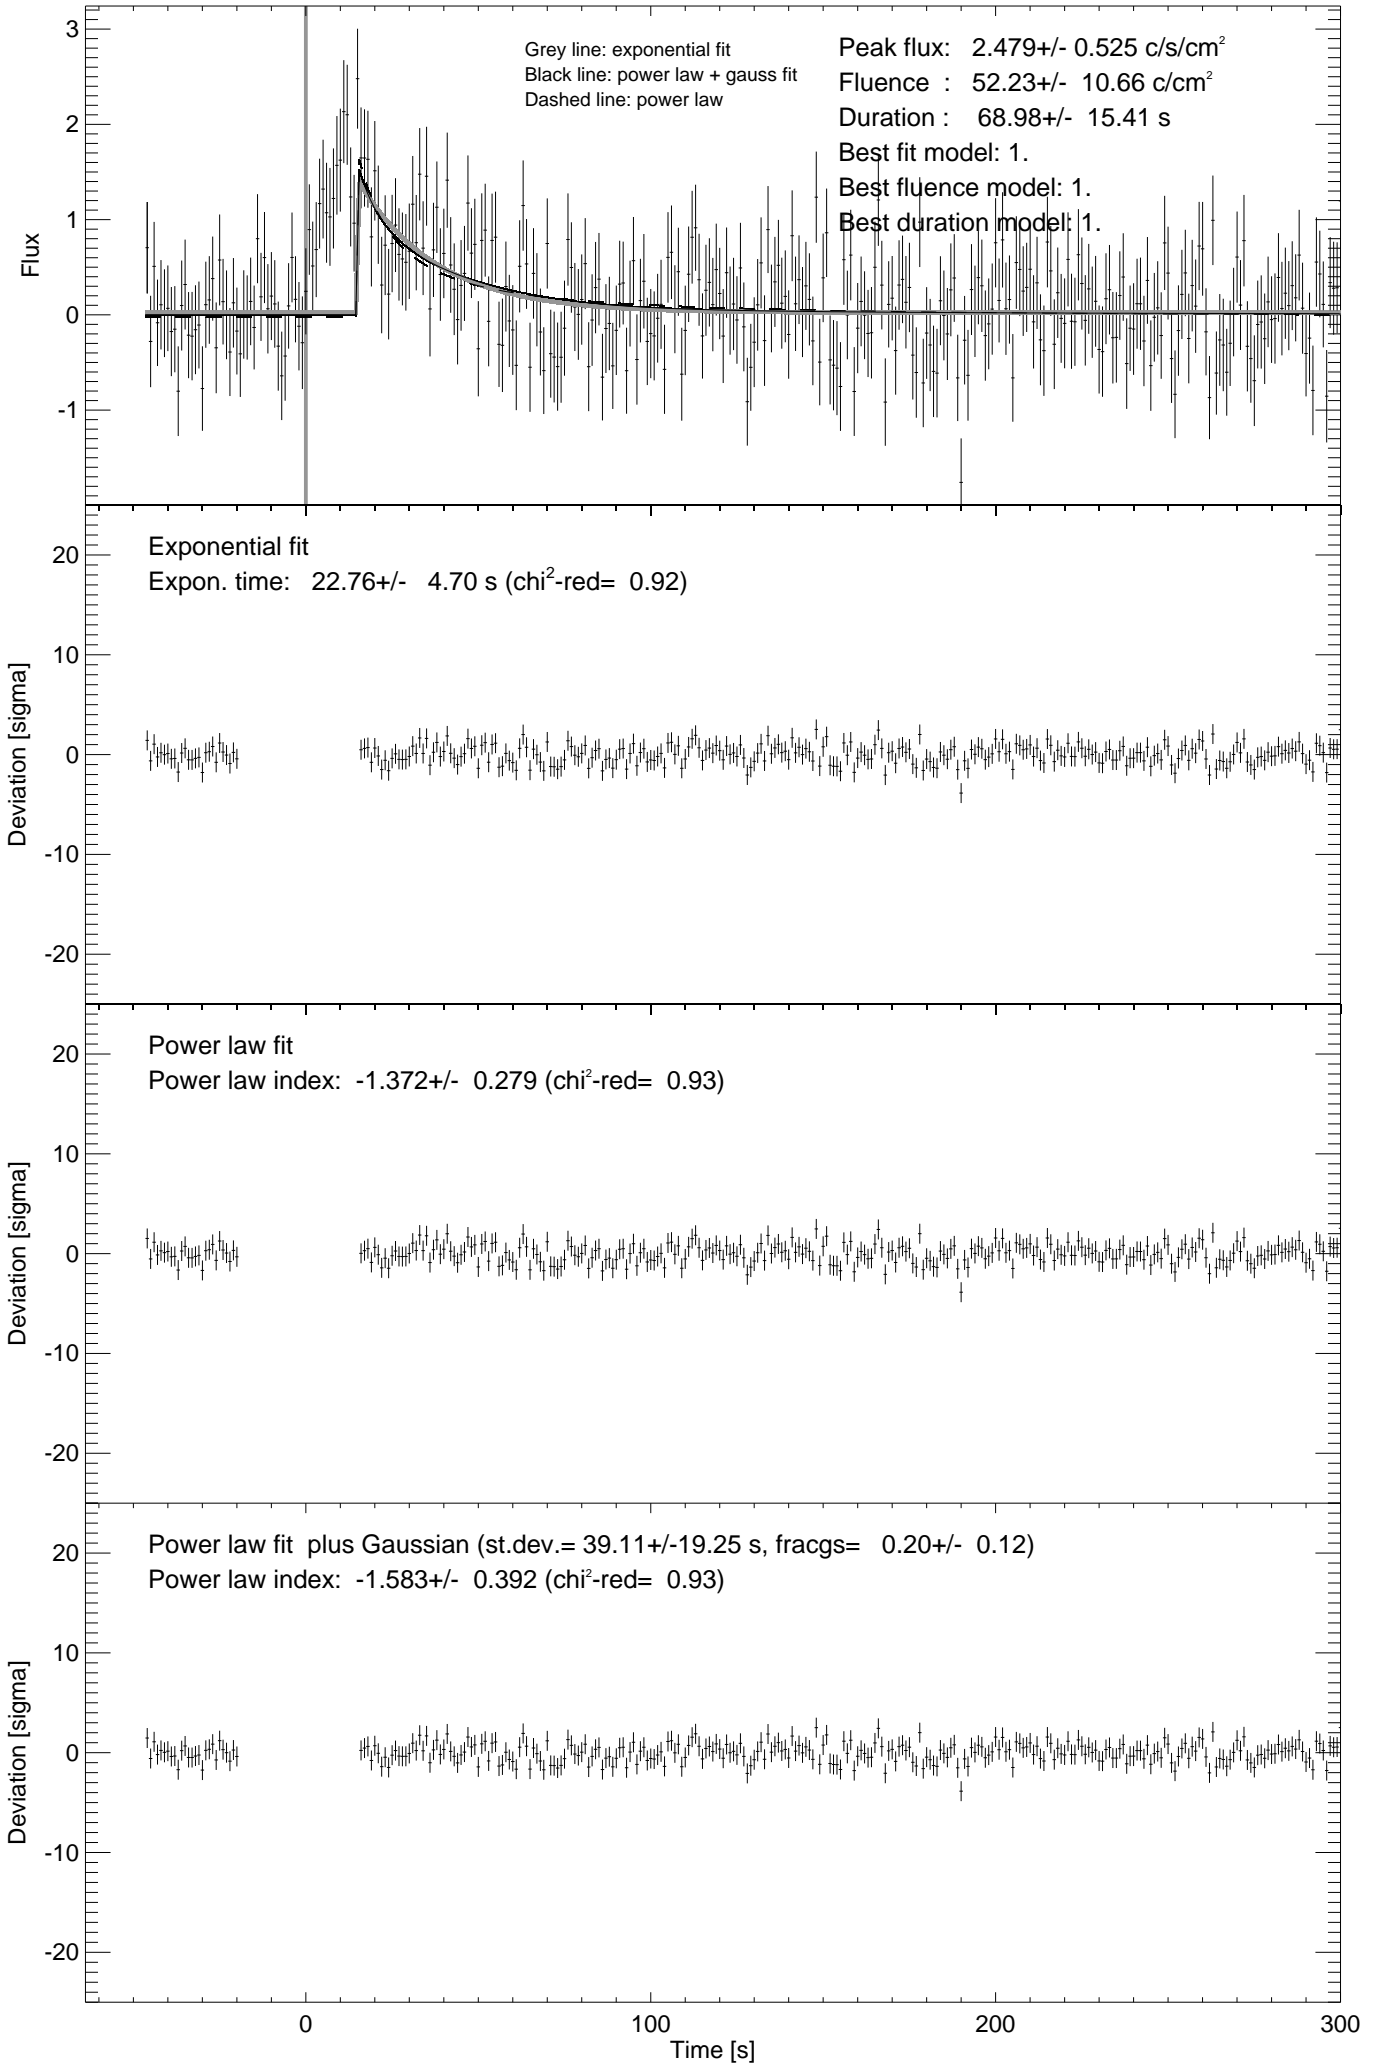 Grey line: exponential fit
Black line: power law + gauss fit
Dashed line: power law
Peak flux: 2.479+/- 0.525 c/s/cm²
Fluence : 52.23+/- 10.66 c/cm²
Duration : 68.98+/- 15.41 s
Best fit model: 1.
Best fluence model: 1.
Best duration model: 1.
3
2
1
0
-1
Flux
Exponential fit
Expon. time: 22.76+/- 4.70 s (chi²-red= 0.92)
20
10
0
-10
-20
Deviation [sigma]
Power law fit
Power law index: -1.372+/- 0.279 (chi²-red= 0.93)
20
10
0
-10
-20
Deviation [sigma]
Power law fit plus Gaussian (st.dev.= 39.11+/-19.25 s, fracgs= 0.20+/- 0.12)
Power law index: -1.583+/- 0.392 (chi²-red= 0.93)
20
10
0
-10
-20
Deviation [sigma]
0 100 200 300
Time [s]